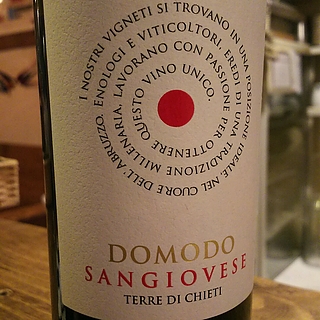 I NOSTRI VIGNETI SI TROVANO IN UNA POSIZIONE IDEALE, NEL CUORE DELL'ABRUZZO. ENOLOGI E VITICOLTORI, EREDI DI UNA TRADIZIONE MILLENARIA, LAVORANO CON PASSIONE PER OTTENERE QUESTO VINO UNICO.
DOMODO
SANGIOVESE
TERRE DI CHIETI